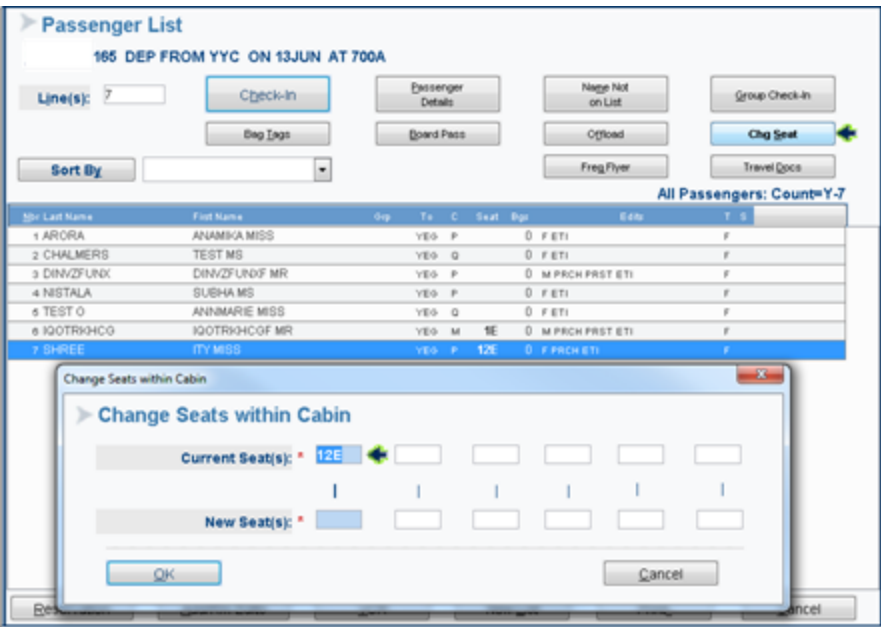 Passenger List
165 DEP FROM YYC ON 13JUN AT 700A
Line(s): 7 Check-In Passenger Details Name Not on List Group Check-In
Bag Tags Board Pass Offload Chg Seat
Sort By Freq Flyer Travel Docs
All Passengers: Count=Y-7
Nbr Last Name First Name Grp To C Seat Bgs Edits T S
1 ARORA ANAMIKA MISS YEG P 0 F ETI F
2 CHALMERS TEST MS YEG Q 0 F ETI F
3 DINVZFUNX DINVZFUNXF MR YEG P 0 M PRCH PRST ETI F
4 NISTALA SUBHA MS YEG P 0 F ETI F
5 TEST O ANNMARIE MISS YEG Q 0 F ETI F
6 IQOTRKHCG IQOTRKHCGF MR YEG M 1E 0 M PRCH PRST ETI F
7 SHREE ITY MISS YEG P 12E 0 F PRCH ETI F
Change Seats within Cabin
Change Seats within Cabin
Current Seat(s): * 12E
New Seat(s): *
OK Cancel